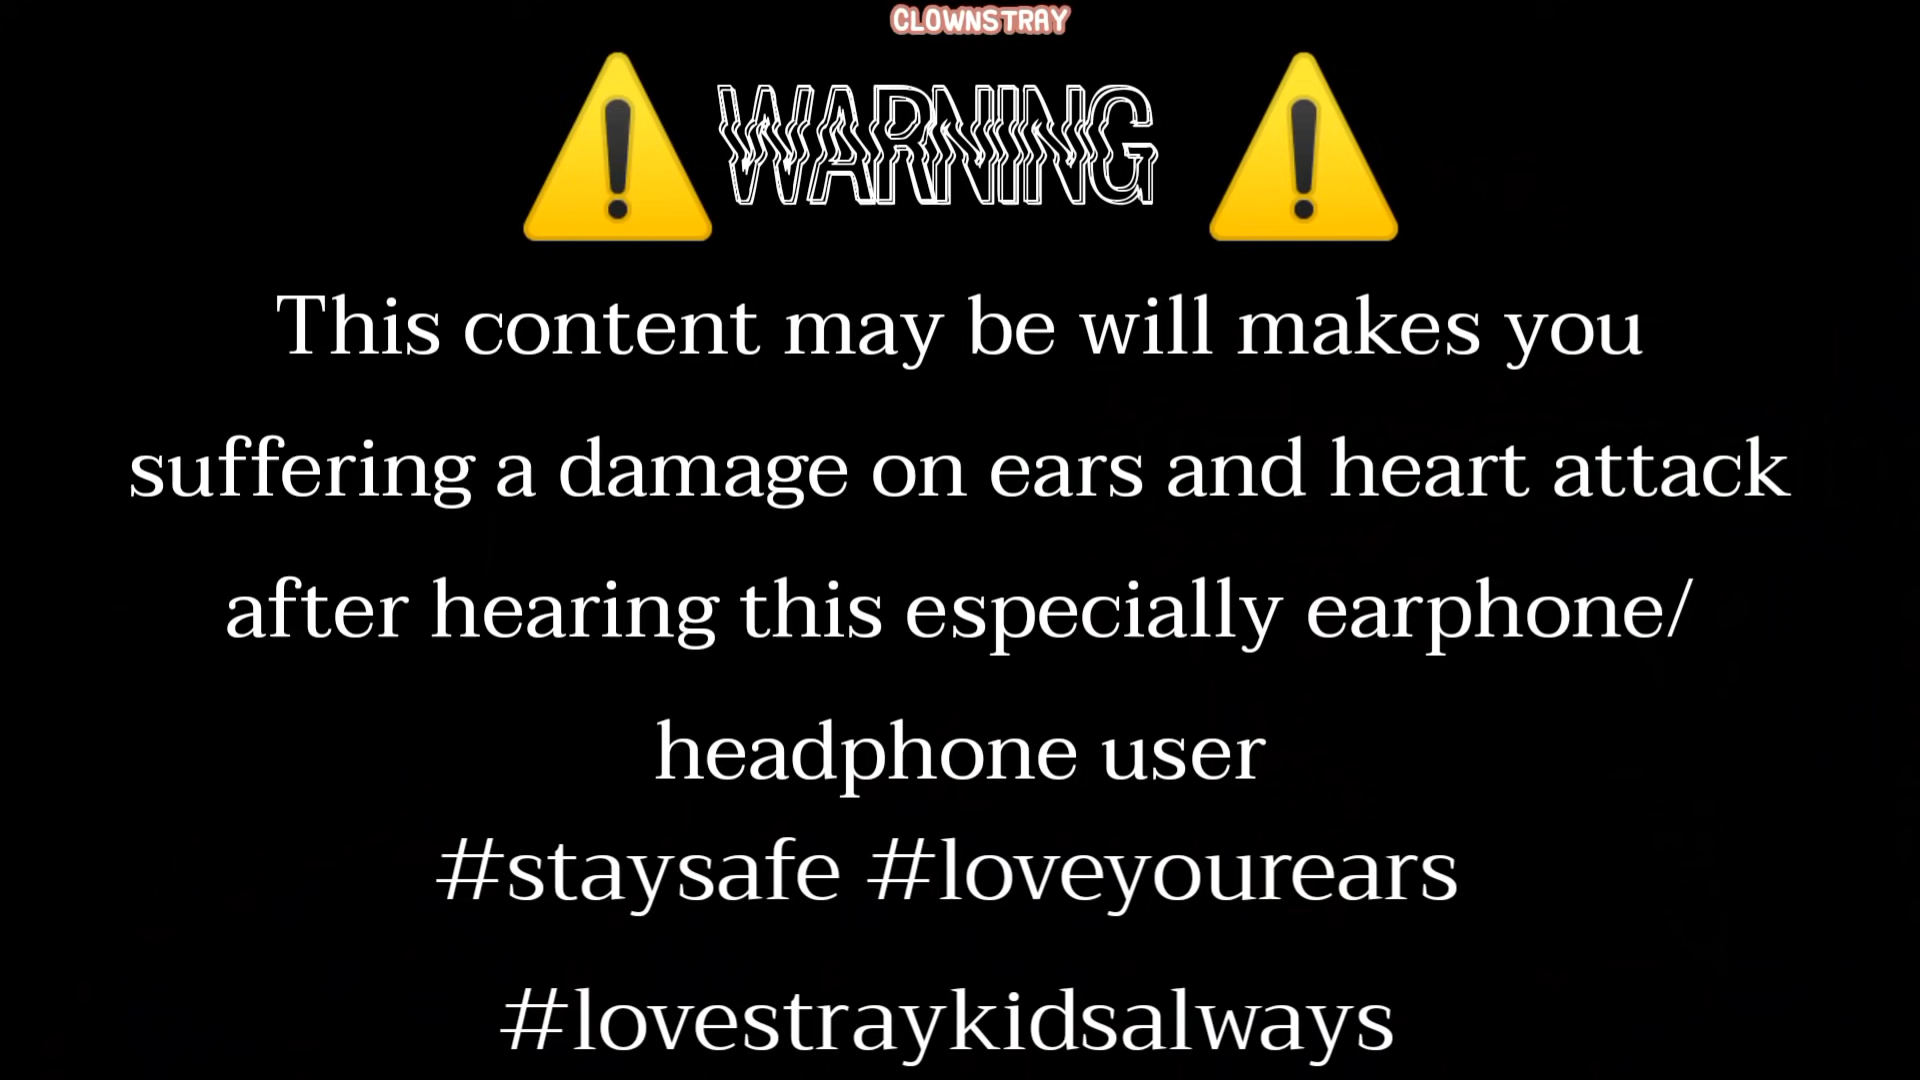 CLOWNSTRAY
WARNING
This content may be will makes you
suffering a damage on ears and heart attack
after hearing this especially earphone/
headphone user
#staysafe #loveyourears
#lovestraykidsalways